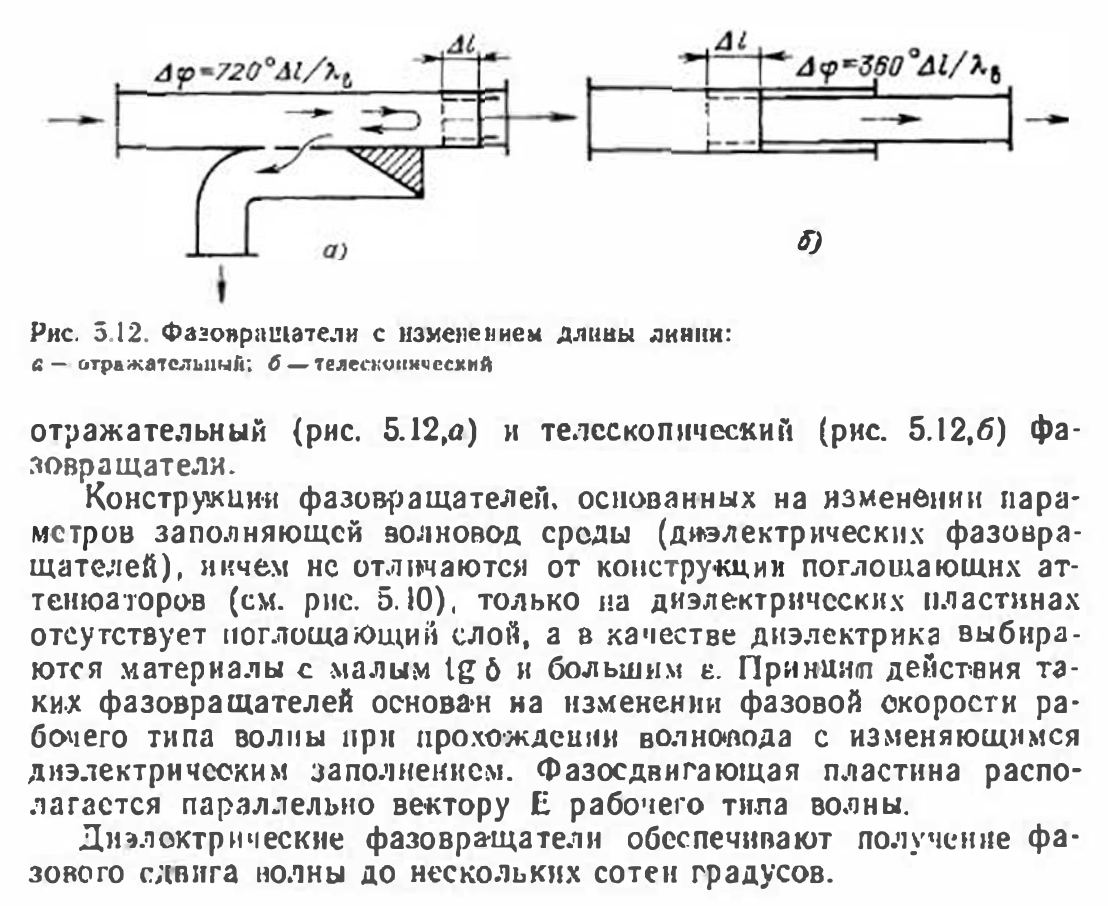 Δl
Δφ=720°Δl/λв
а)
Δl
Δφ=360°Δl/λв
б)
Рис. 5.12. Фазовращатели с изменением длины линии:
а — отражательный; б — телескопический
отражательный (рис. 5.12,а) и телескопический (рис. 5.12,б) фа-
зовращатели.
Конструкции фазовращателей, основанных на изменении пара-
метров заполняющей волновод среды (диэлектрических фазовра-
щателей), ничем не отличаются от конструкции поглощающих ат-
тенюаторов (см. рис. 5.10), только на диэлектрических пластинах
отсутствует поглощающий слой, а в качестве диэлектрика выбира-
ются материалы с малым tg δ и большим ε. Принцип действия та-
ких фазовращателей основан на изменении фазовой скорости ра-
бочего типа волны при прохождении волновода с изменяющимся
диэлектрическим заполнением. Фазосдвигающая пластина распо-
лагается параллельно вектору Ė рабочего типа волны.
Диэлектрические фазовращатели обеспечивают получение фа-
зового сдвига волны до нескольких сотен градусов.